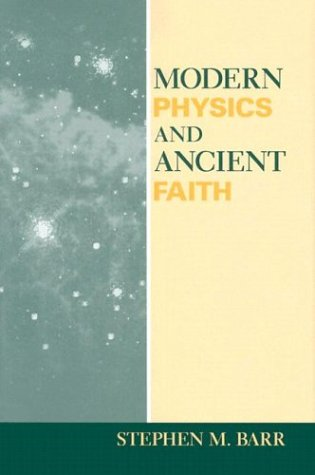 MODERN
PHYSICS
AND
ANCIENT
FAITH
STEPHEN M. BARR